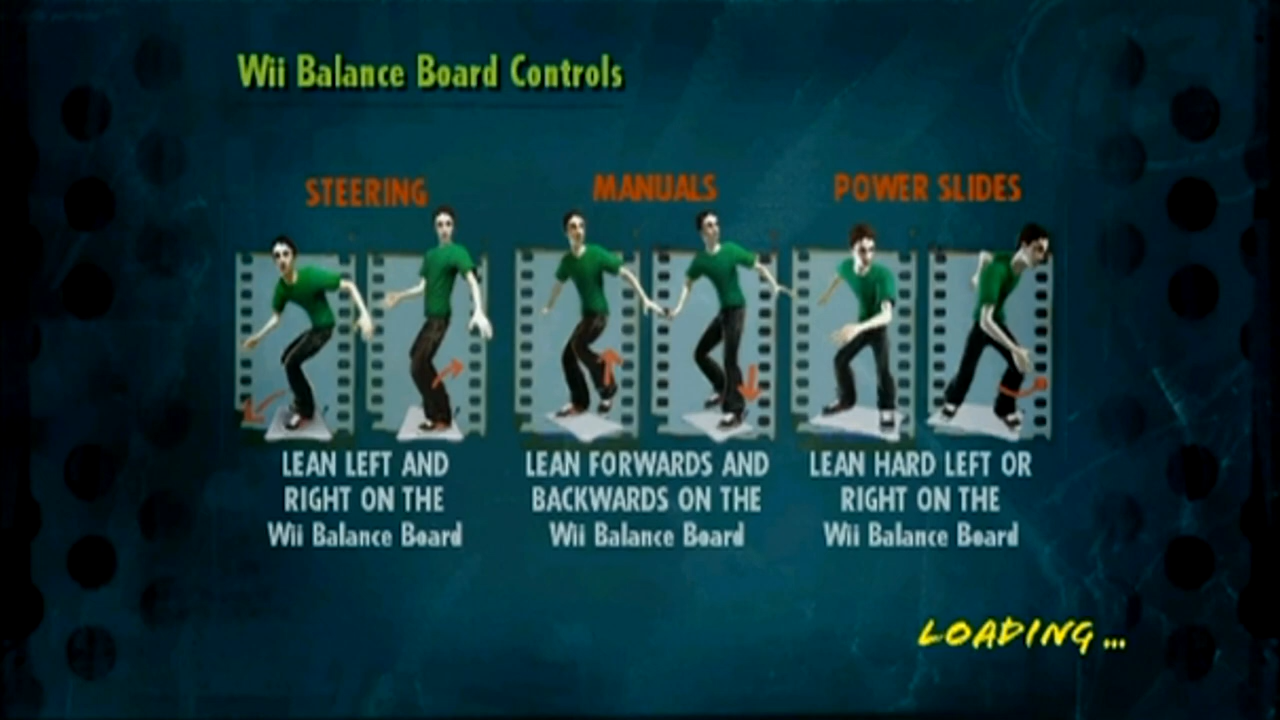 Wii Balance Board Controls
STEERING
LEAN LEFT AND
RIGHT ON THE
Wii Balance Board
MANUALS
LEAN FORWARDS AND
BACKWARDS ON THE
Wii Balance Board
POWER SLIDES
LEAN HARD LEFT OR
RIGHT ON THE
Wii Balance Board
LOADING...